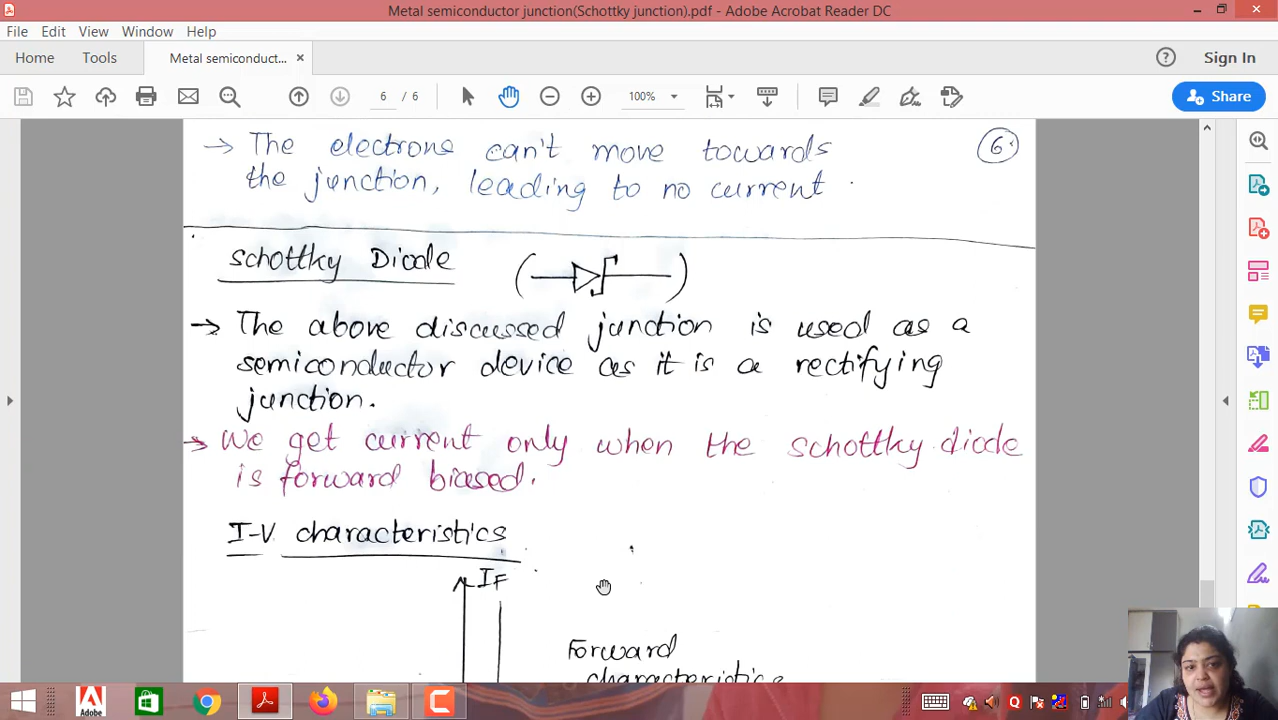 Metal semiconductor junction(Schottky junction).pdf - Adobe Acrobat Reader DC
File Edit View Window Help
Home Tools Metal semiconduct... × Sign In
6 / 6 100% Share
→ The electrons can't move towards 6
the junction, leading to no current.
Schottky Diode
→ The above discussed junction is used as a
semiconductor device as it is a rectifying
junction.
→ We get current only when the schottky diode
is forward biased.
I-V characteristics
IF
Forward
characteristics
Adobe